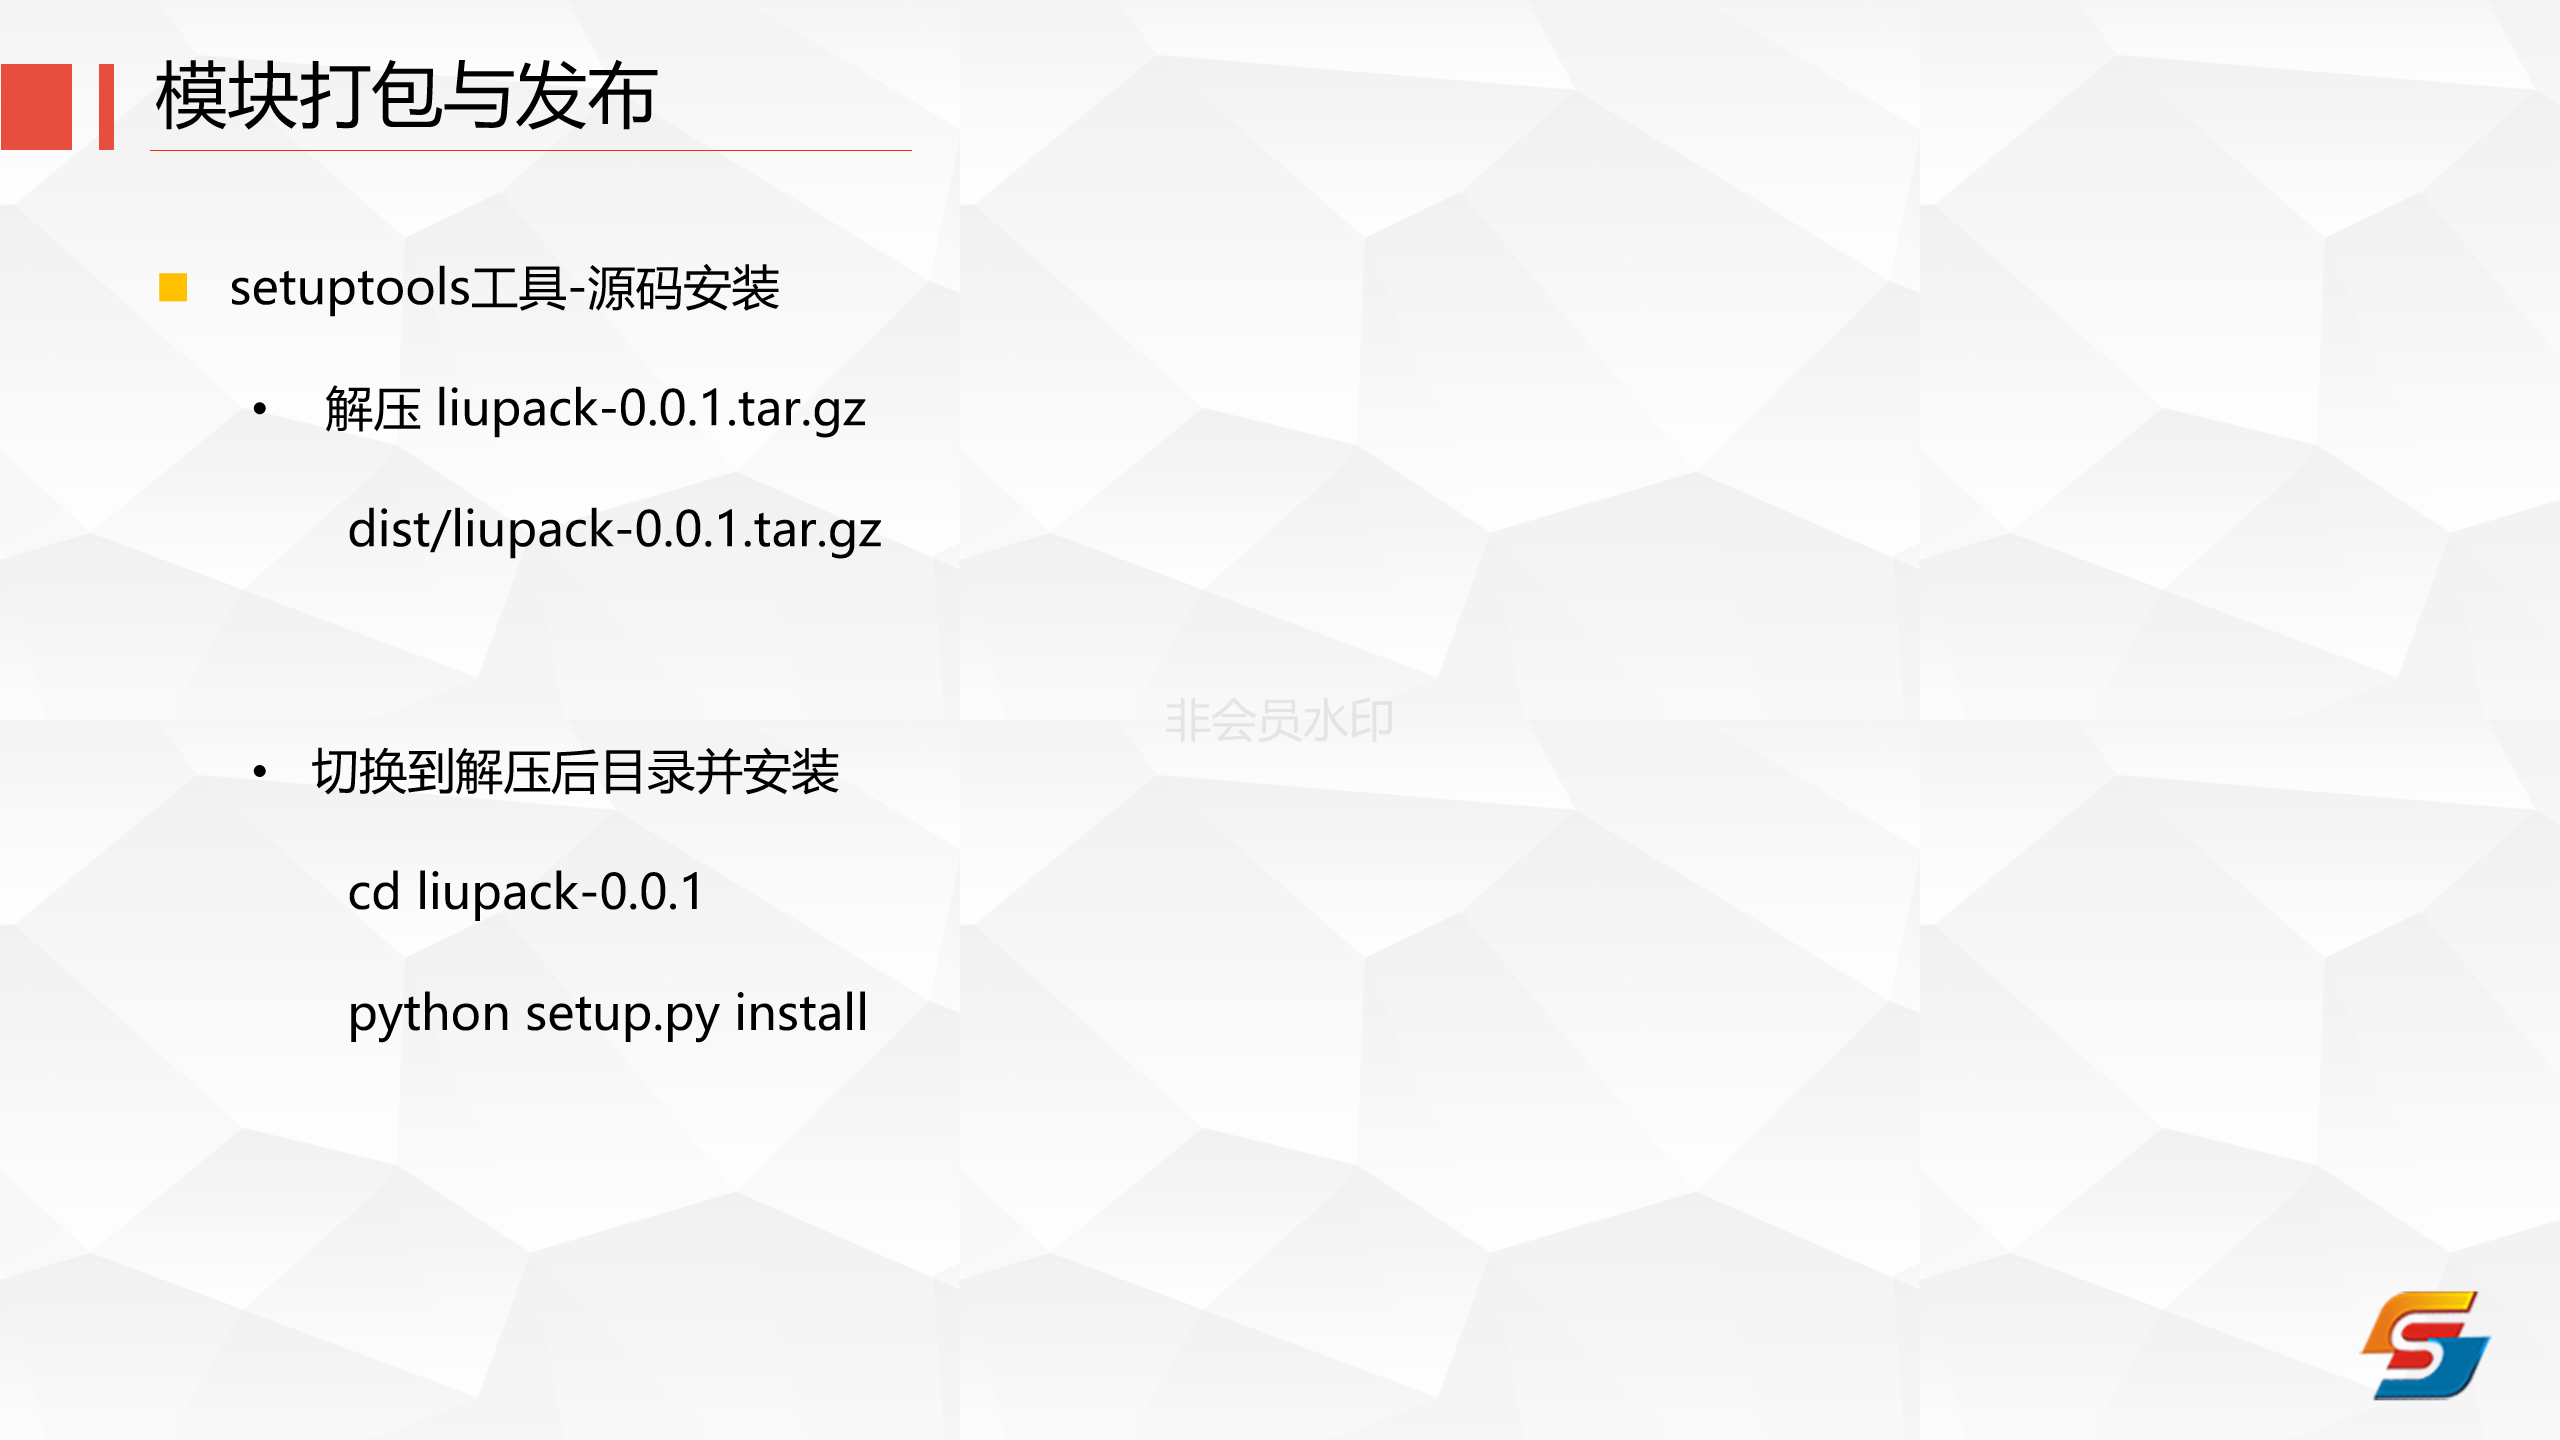 模块打包与发布
setuptools工具-源码安装
• 解压 liupack-0.0.1.tar.gz
dist/liupack-0.0.1.tar.gz
非会员水印
• 切换到解压后目录并安装
cd liupack-0.0.1
python setup.py install